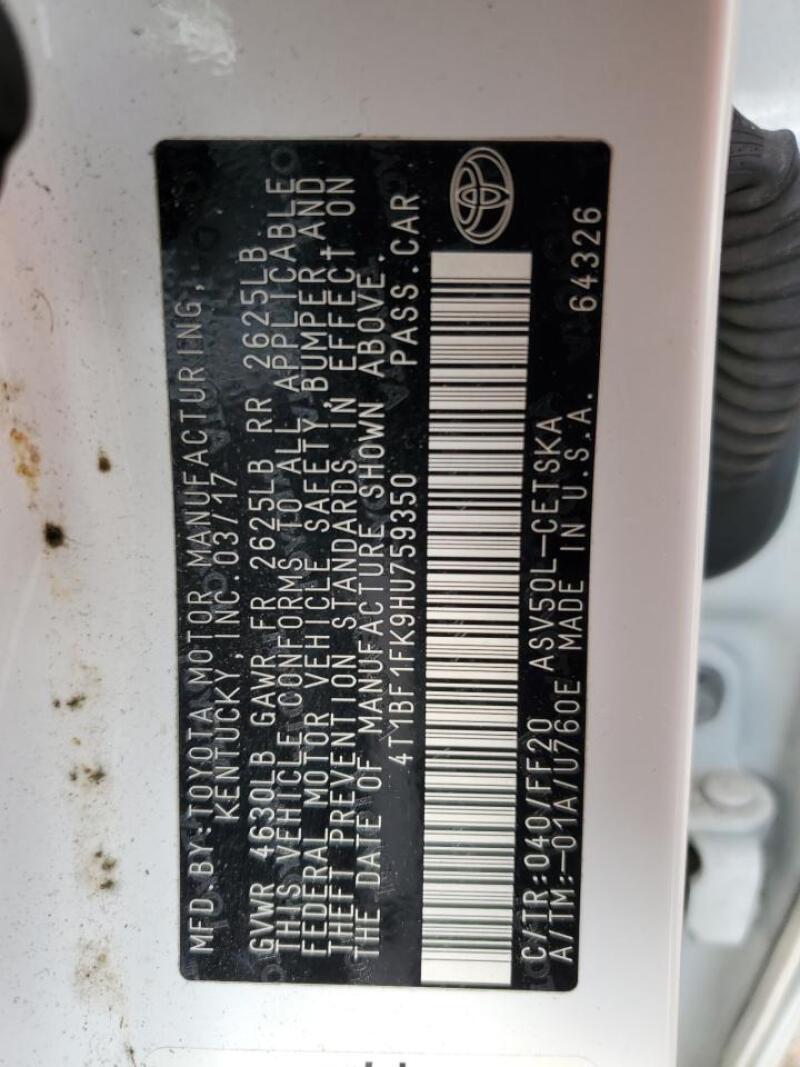 MFD.BY:TOYOTA MOTOR MANUFACTURING,
KENTUCKY,INC.03/17
GVWR 4630LB GAWR FR 2625LB RR 2625LB
THIS VEHICLE CONFORMS TO ALL APPLICABLE
FEDERAL MOTOR VEHICLE SAFETY,BUMPER AND
THEFT PREVENTION STANDARDS IN EFFECT ON
THE DATE OF MANUFACTURE SHOWN ABOVE.
4T1BF1FK9HU759350 PASS.CAR
C/TR:040/FF20 ASV50L-CETSKA
A/TM:-01A/U760E MADE IN U.S.A. 64326